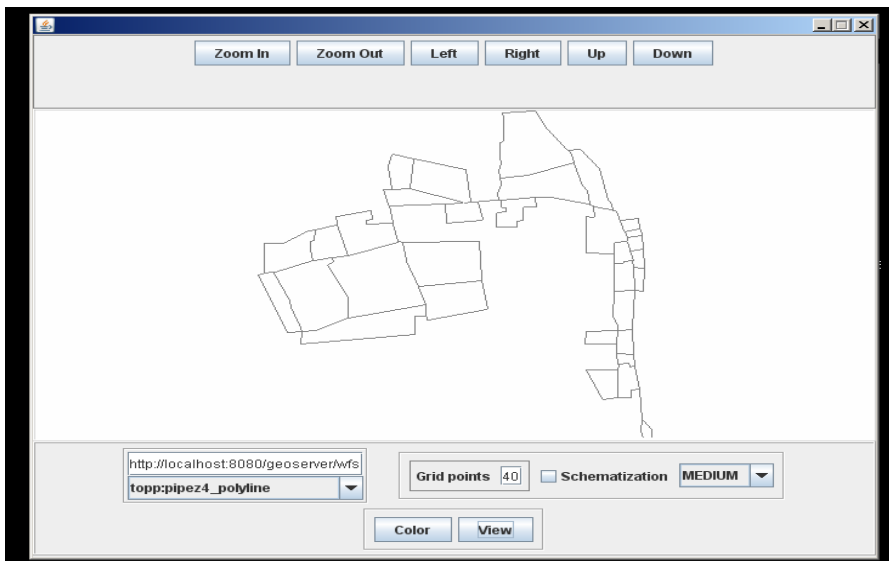 Zoom In Zoom Out Left Right Up Down
http://localhost:8080/geoserver/wfs
topp:pipez4_polyline
Grid points 40 Schematization MEDIUM
Color View